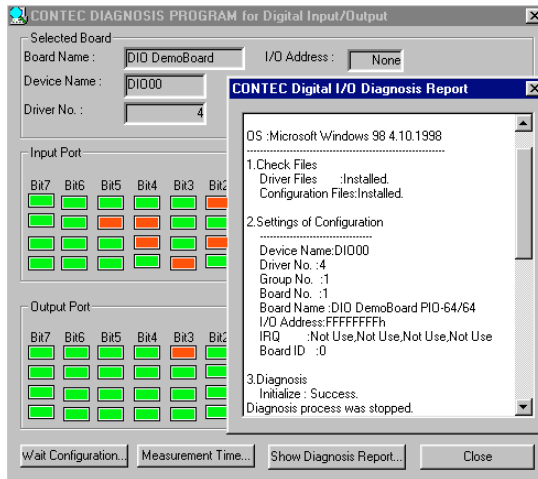 CONTEC DIAGNOSIS PROGRAM for Digital Input/Output
Selected Board
Board Name : DIO DemoBoard I/O Address : None
Device Name : DIO00
Driver No. : 4
Input Port
Bit7 Bit6 Bit5 Bit4 Bit3 Bit2
Output Port
Bit7 Bit6 Bit5 Bit4 Bit3 Bit2
CONTEC Digital I/O Diagnosis Report
OS :Microsoft Windows 98 4.10.1998
----------------------------------------------------
1.Check Files
Driver Files :Installed.
Configuration Files:Installed.
2.Settings of Configuration
------------------------------
Device Name:DIO00
Driver No. :4
Group No. :1
Board No. :1
Board Name :DIO DemoBoard PIO-64/64
I/O Address:FFFFFFFFh
IRQ :Not Use,Not Use,Not Use,Not Use
Board ID :0
3.Diagnosis
Initialize : Success.
Diagnosis process was stopped.
Wait Configuration... Measurement Time... Show Diagnosis Report... Close